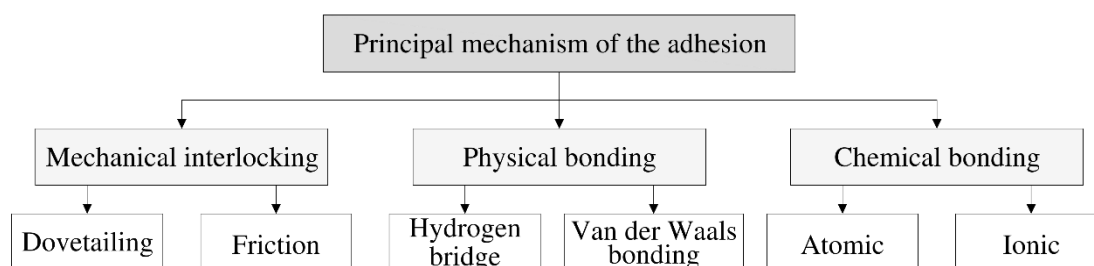 Principal mechanism of the adhesion
Mechanical interlocking
Physical bonding
Chemical bonding
Dovetailing
Friction
Hydrogen
bridge
Van der Waals
bonding
Atomic
Ionic